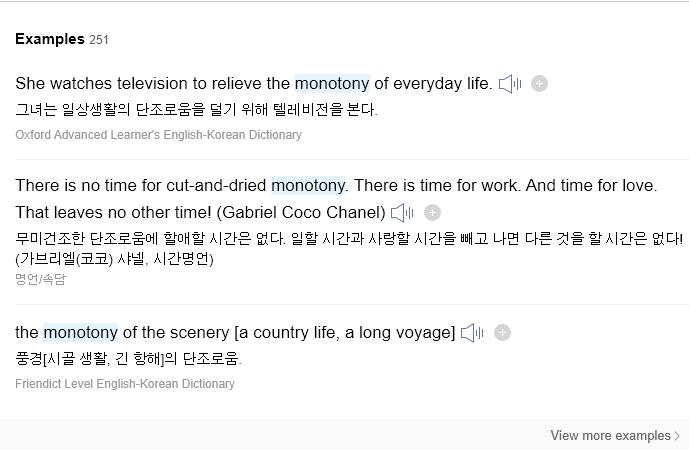 Examples 251
She watches television to relieve the monotony of everyday life.
그녀는 일상생활의 단조로움을 덜기 위해 텔레비전을 본다.
Oxford Advanced Learner's English-Korean Dictionary
There is no time for cut-and-dried monotony. There is time for work. And time for love.
That leaves no other time! (Gabriel Coco Chanel)
무미건조한 단조로움에 할애할 시간은 없다. 일할 시간과 사랑할 시간을 빼고 나면 다른 것을 할 시간은 없다!
(가브리엘(코코) 샤넬, 시간명언)
명언/속담
the monotony of the scenery [a country life, a long voyage]
풍경[시골 생활, 긴 항해]의 단조로움.
Friendict Level English-Korean Dictionary
View more examples